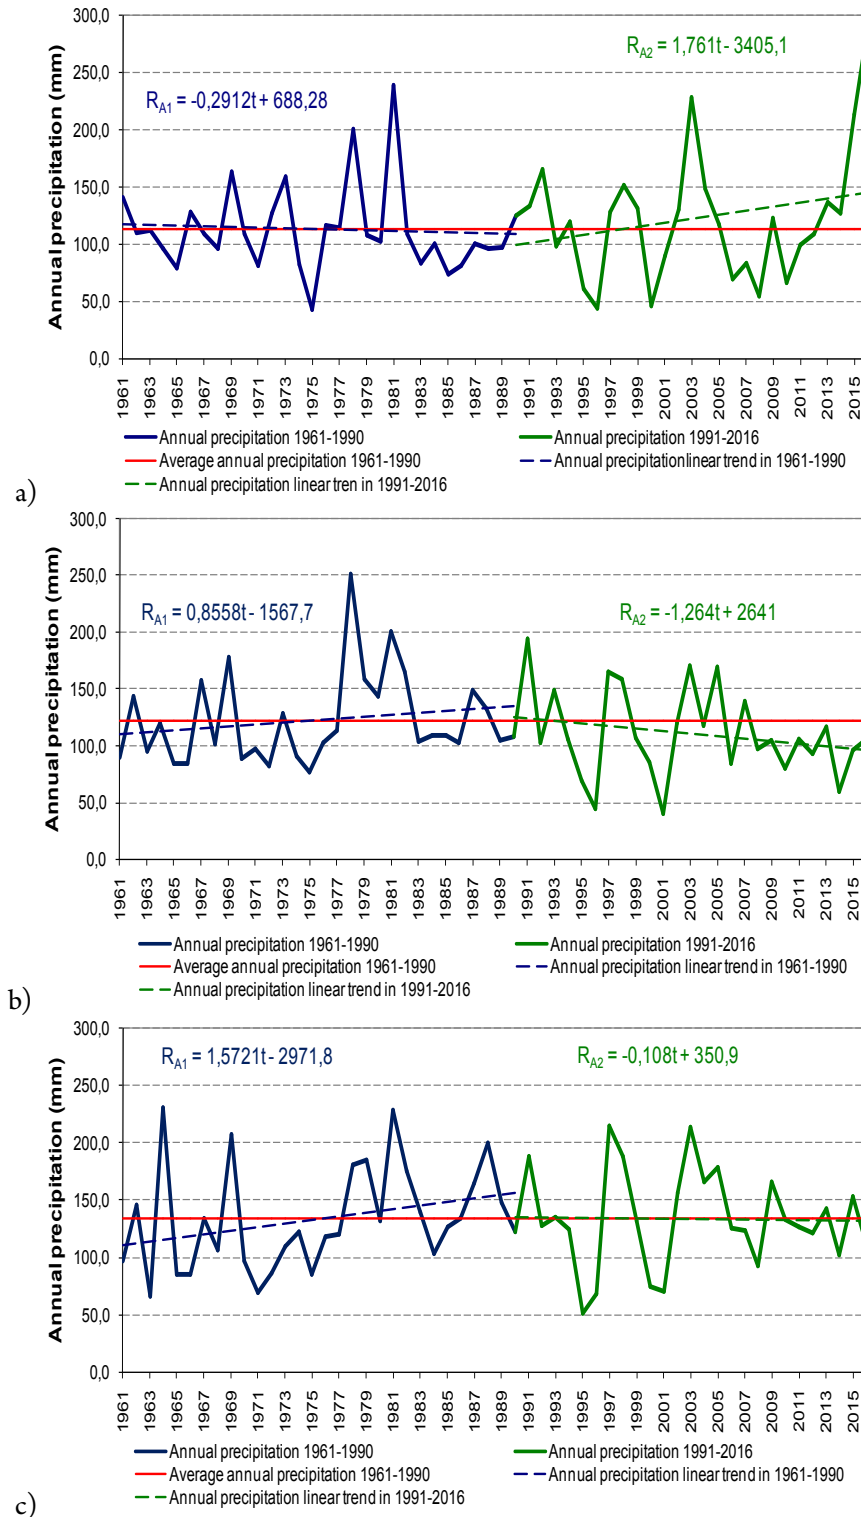 300,0
250,0
200,0
150,0
100,0
50,0
0,0
Annual precipitation (mm)
R_A1 = -0,2912t + 688,28
R_A2 = 1,761t - 3405,1
1961 1963 1965 1967 1969 1971 1973 1975 1977 1979 1981 1983 1985 1987 1989 1991 1993 1995 1997 1999 2001 2003 2005 2007 2009 2011 2013 2015
Annual precipitation 1961-1990 Annual precipitation 1991-2016
Average annual precipitation 1961-1990 Annual precipitationlinear trend in 1961-1990
Annual precipitation linear tren in 1991-2016
a)
300,0
250,0
200,0
150,0
100,0
50,0
0,0
Annual precipitation (mm)
R_A1 = 0,8558t - 1567,7
R_A2 = -1,264t + 2641
1961 1963 1965 1967 1969 1971 1973 1975 1977 1979 1981 1983 1985 1987 1989 1991 1993 1995 1997 1999 2001 2003 2005 2007 2009 2011 2013 2015
Annual precipitation 1961-1990 Annual precipitation 1991-2016
Average annual precipitation 1961-1990 Annual precipitation linear trend in 1961-1990
Annual precipitation linear trend in 1991-2016
b)
300,0
250,0
200,0
150,0
100,0
50,0
0,0
Annual precipitation (mm)
R_A1 = 1,5721t - 2971,8
R_A2 = -0,108t + 350,9
1961 1963 1965 1967 1969 1971 1973 1975 1977 1979 1981 1983 1985 1987 1989 1991 1993 1995 1997 1999 2001 2003 2005 2007 2009 2011 2013 2015
Annual precipitation 1961-1990 Annual precipitation 1991-2016
Average annual precipitation 1961-1990 Annual precipitation linear trend in 1961-1990
Annual precipitation linear trend in 1991-2016
c)